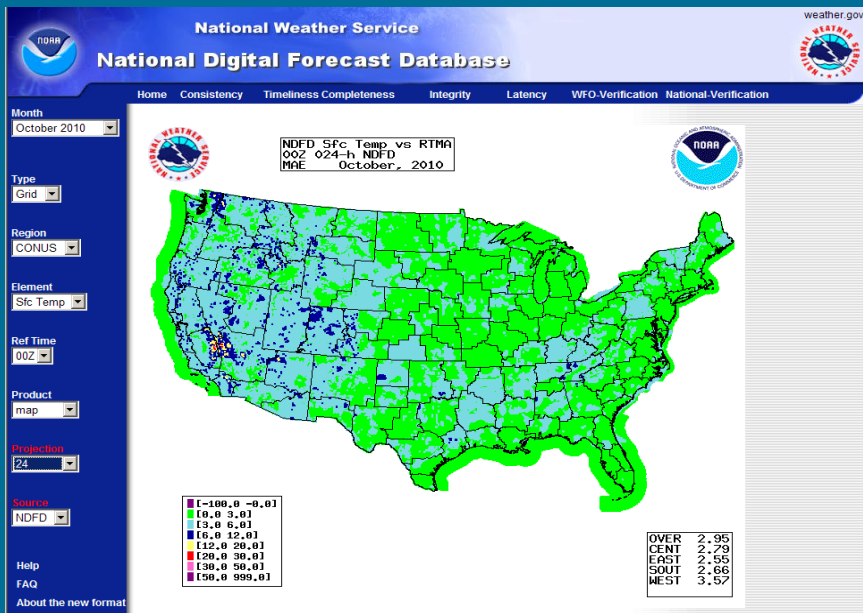 weather.gov
National Weather Service
NOAA
National Digital Forecast Database
Home Consistency Timeliness Completeness Integrity Latency WFO-Verification National-Verification
Month
October 2010
Type
Grid
Region
CONUS
Element
Sfc Temp
Ref Time
00Z
Product
map
Projection
24
Source
NDFD
Help
FAQ
About the new format
NATIONAL WEATHER SERVICE
NDFD Sfc Temp vs RTMA
00Z 024-h NDFD
MAE October, 2010
NOAA
[-100.0 -0.0]
[0.0 3.0]
[3.0 6.0]
[6.0 12.0]
[12.0 20.0]
[20.0 30.0]
[30.0 50.0]
[50.0 999.0]
OVER 2.95
CENT 2.79
EAST 2.55
SOUT 2.66
WEST 3.57